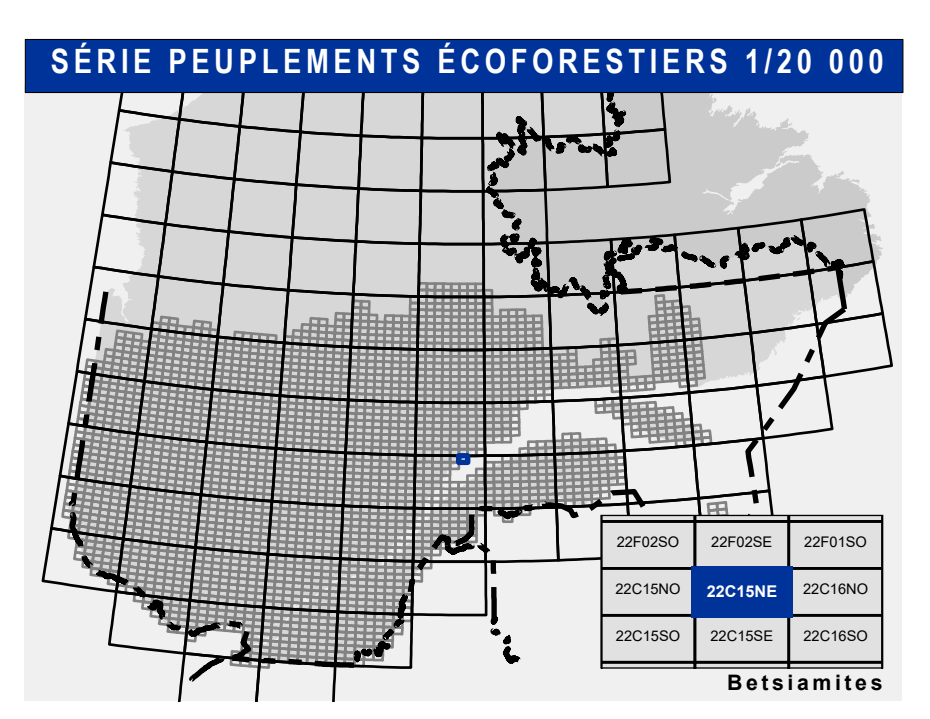 SÉRIE PEUPLEMENTS ÉCOFORESTIERS 1/20 000
22F02SO 22F02SE 22F01SO
22C15NO 22C15NE 22C16NO
22C15SO 22C15SE 22C16SO
Betsiamites